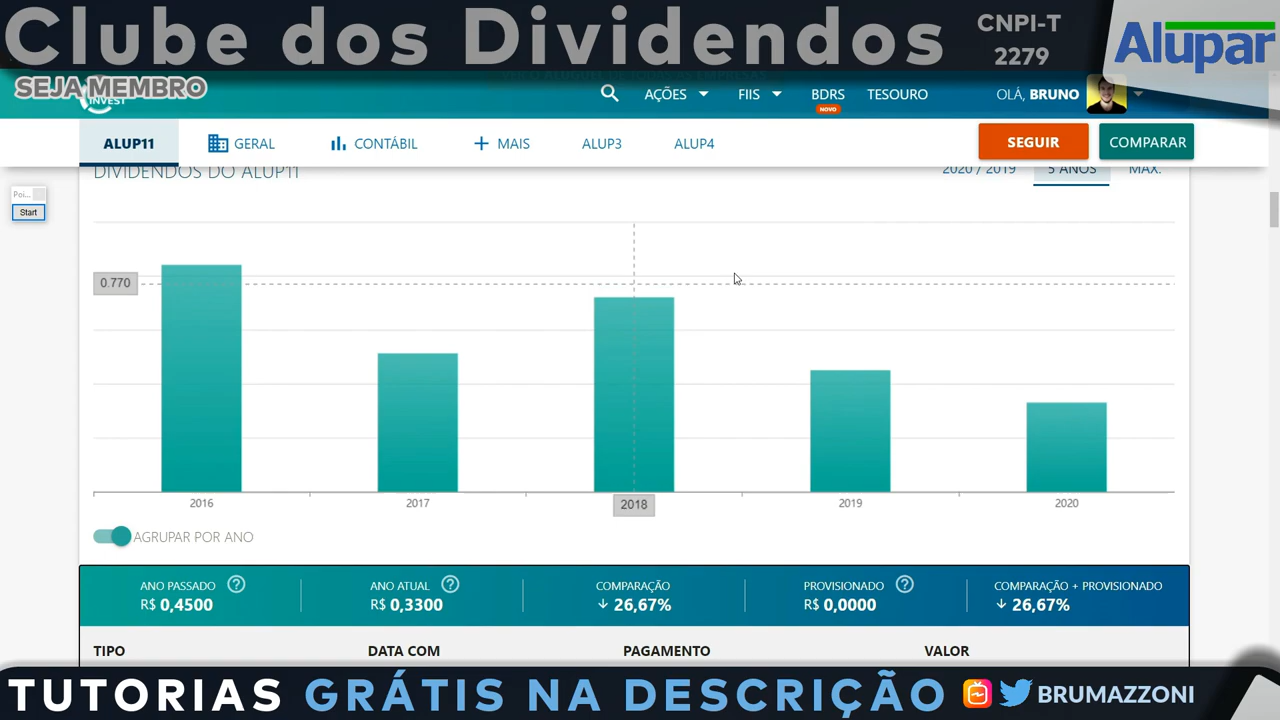 Clube dos Dividendos
CNPI-T
2279
Alupar
SEJA MEMBRO
INVEST
AÇÕES
FIIS
BDRS
NOVO
TESOURO
OLÁ, BRUNO
ALUP11
GERAL
CONTÁBIL
MAIS
ALUP3
ALUP4
SEGUIR
COMPARAR
DIVIDENDOS DO ALUP11
2020 / 2019
5 ANOS
MÁX.
Poi...
Start
0.770
2016
2017
2018
2019
2020
AGRUPAR POR ANO
ANO PASSADO ?
R$ 0,4500
ANO ATUAL ?
R$ 0,3300
COMPARAÇÃO
26,67%
PROVISIONADO ?
R$ 0,0000
COMPARAÇÃO + PROVISIONADO
26,67%
TIPO
DATA COM
PAGAMENTO
VALOR
TUTORIAS GRÁTIS NA DESCRIÇÃO
BRUMAZZONI